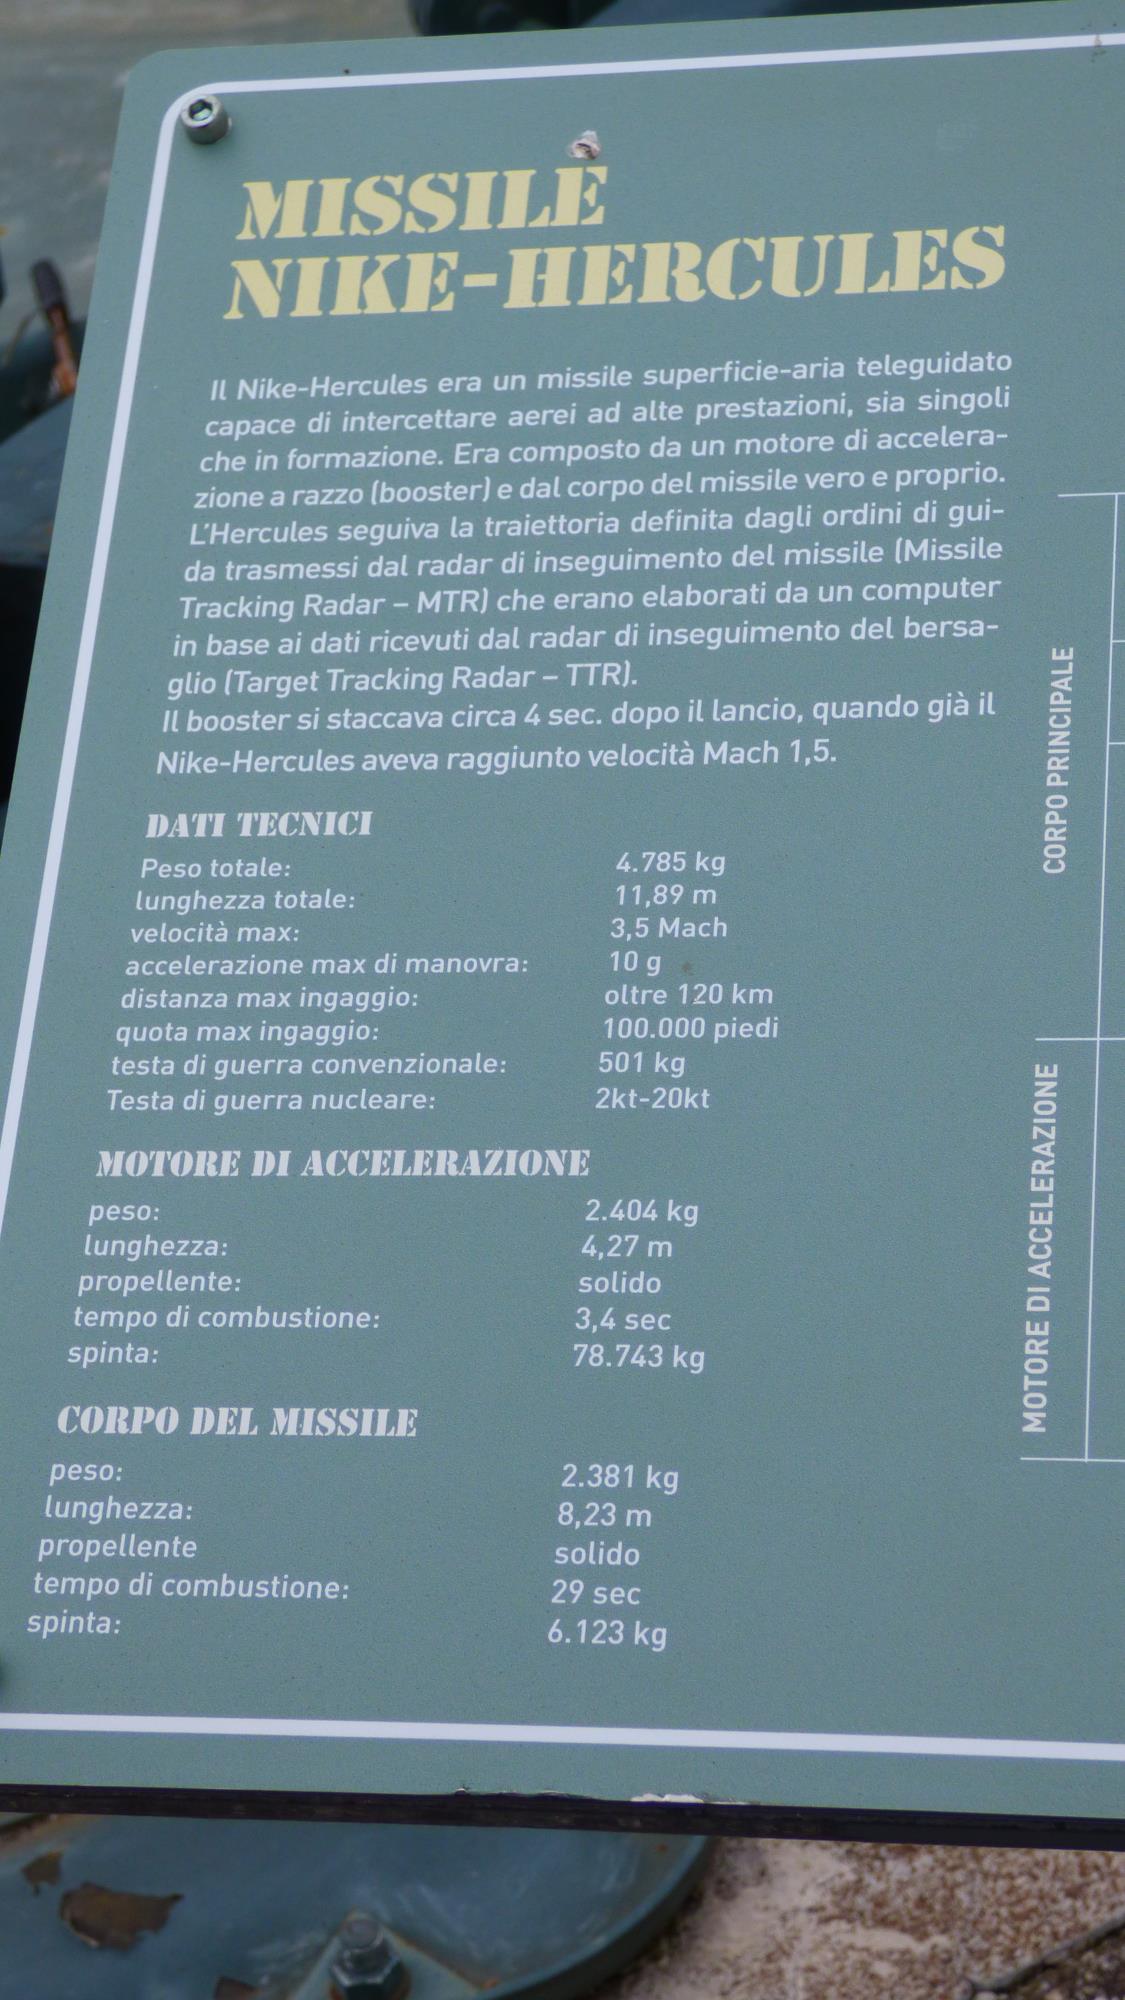 MISSILE
NIKE-HERCULES
Il Nike-Hercules era un missile superficie-aria teleguidato
capace di intercettare aerei ad alte prestazioni, sia singoli
che in formazione. Era composto da un motore di accelera-
zione a razzo (booster) e dal corpo del missile vero e proprio.
L'Hercules seguiva la traiettoria definita dagli ordini di gui-
da trasmessi dal radar di inseguimento del missile (Missile
Tracking Radar – MTR) che erano elaborati da un computer
in base ai dati ricevuti dal radar di inseguimento del bersa-
glio (Target Tracking Radar – TTR).
Il booster si staccava circa 4 sec. dopo il lancio, quando già il
Nike-Hercules aveva raggiunto velocità Mach 1,5.
DATI TECNICI
Peso totale: 4.785 kg
lunghezza totale: 11,89 m
velocità max: 3,5 Mach
accelerazione max di manovra: 10 g
distanza max ingaggio: oltre 120 km
quota max ingaggio: 100.000 piedi
testa di guerra convenzionale: 501 kg
Testa di guerra nucleare: 2kt-20kt
MOTORE DI ACCELERAZIONE
peso: 2.404 kg
lunghezza: 4,27 m
propellente: solido
tempo di combustione: 3,4 sec
spinta: 78.743 kg
CORPO DEL MISSILE
peso: 2.381 kg
lunghezza: 8,23 m
propellente solido
tempo di combustione: 29 sec
spinta: 6.123 kg
CORPO PRINCIPALE
MOTORE DI ACCELERAZIONE